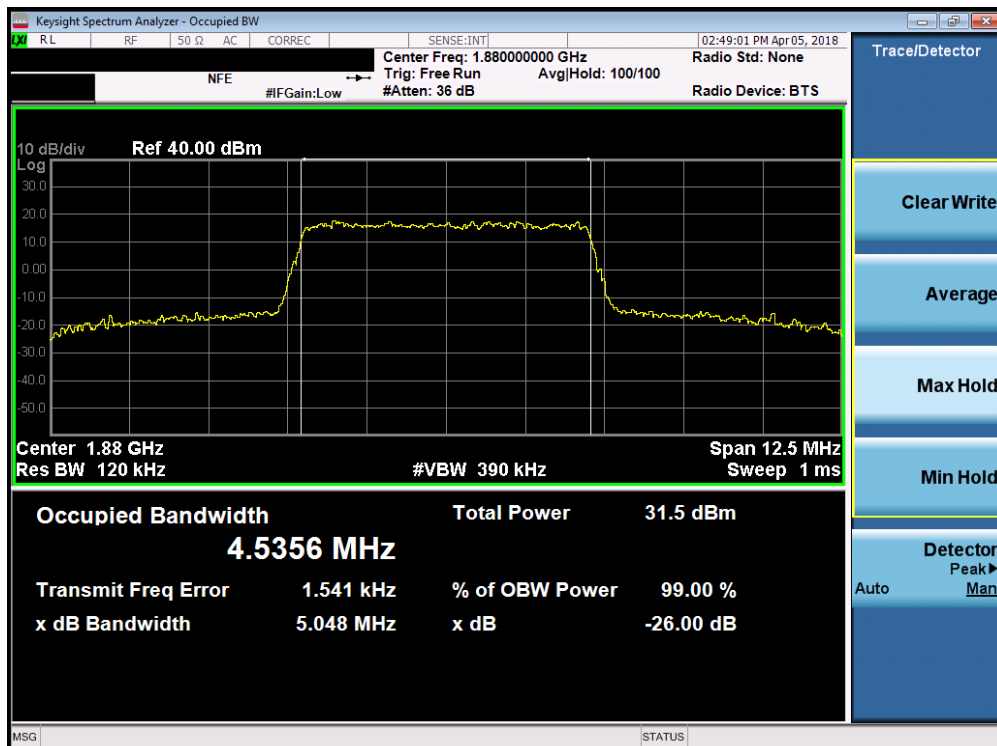 Keysight Spectrum Analyzer - Occupied BW
LXI RL RF 50 Ω AC CORREC SENSE:INT 02:49:01 PM Apr 05, 2018
Center Freq: 1.880000000 GHz Radio Std: None
NFE Trig: Free Run Avg|Hold: 100/100
#IFGain:Low #Atten: 36 dB Radio Device: BTS
Trace/Detector
10 dB/div Ref 40.00 dBm
Log
30.0
20.0
10.0
0.00
-10.0
-20.0
-30.0
-40.0
-50.0
Center 1.88 GHz Span 12.5 MHz
Res BW 120 kHz #VBW 390 kHz Sweep 1 ms
Occupied Bandwidth Total Power 31.5 dBm
4.5356 MHz
Transmit Freq Error 1.541 kHz % of OBW Power 99.00 %
x dB Bandwidth 5.048 MHz x dB -26.00 dB
Clear Write
Average
Max Hold
Min Hold
Detector
Peak▶
Auto Man
MSG STATUS